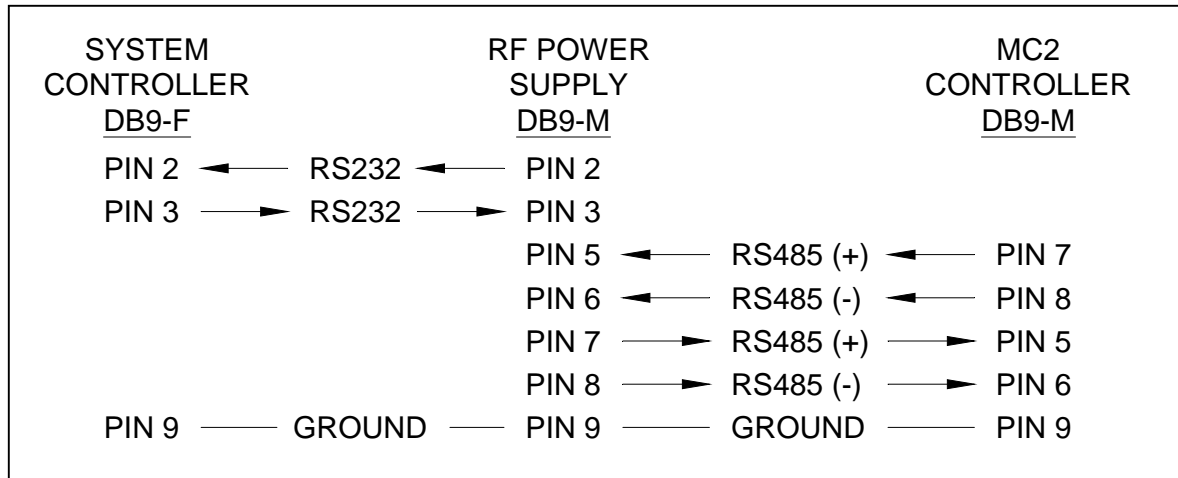 SYSTEM CONTROLLER DB9-F RF POWER SUPPLY DB9-M MC2 CONTROLLER DB9-M
PIN 2 RS232 PIN 2
PIN 3 RS232 PIN 3
PIN 5 RS485 (+) PIN 7
PIN 6 RS485 (-) PIN 8
PIN 7 RS485 (+) PIN 5
PIN 8 RS485 (-) PIN 6
PIN 9 GROUND PIN 9 GROUND PIN 9